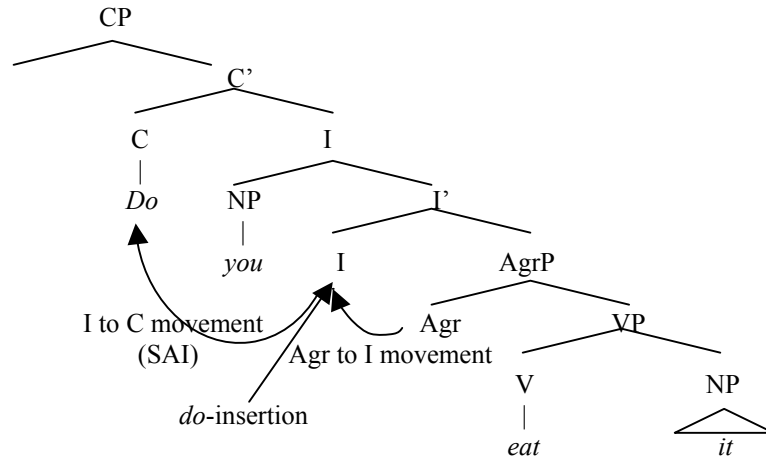 CP
C’
C I
Do NP I’
you I AgrP
I to C movement Agr VP
(SAI) Agr to I movement
V NP
do-insertion
eat it